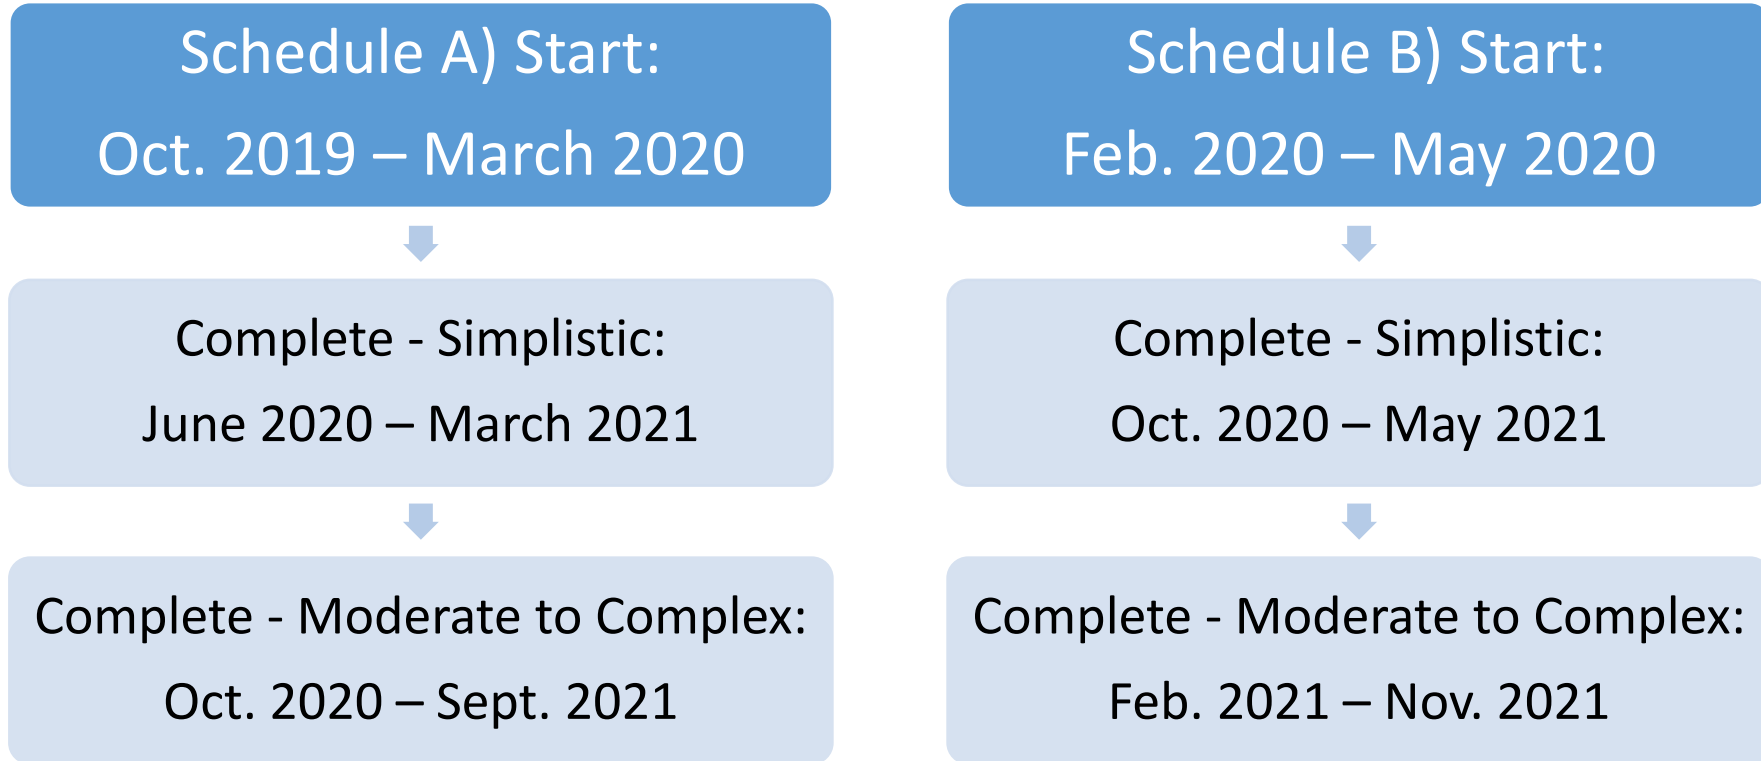 Schedule A) Start:
Oct. 2019 – March 2020
Complete - Simplistic:
June 2020 – March 2021
Complete - Moderate to Complex:
Oct. 2020 – Sept. 2021
Schedule B) Start:
Feb. 2020 – May 2020
Complete - Simplistic:
Oct. 2020 – May 2021
Complete - Moderate to Complex:
Feb. 2021 – Nov. 2021